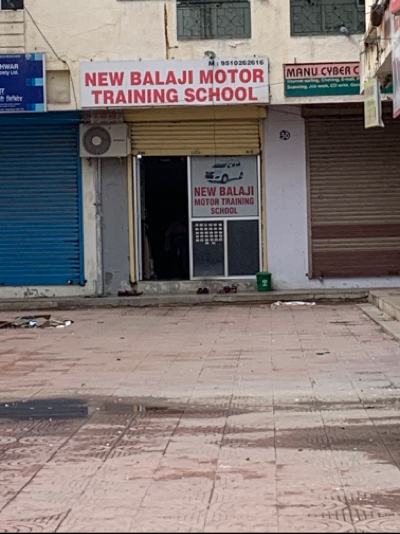 M: 9510262616
NEW BALAJI MOTOR
TRAINING SCHOOL
MANU CYBER
NEW BALAJI
MOTOR TRAINING
SCHOOL
50